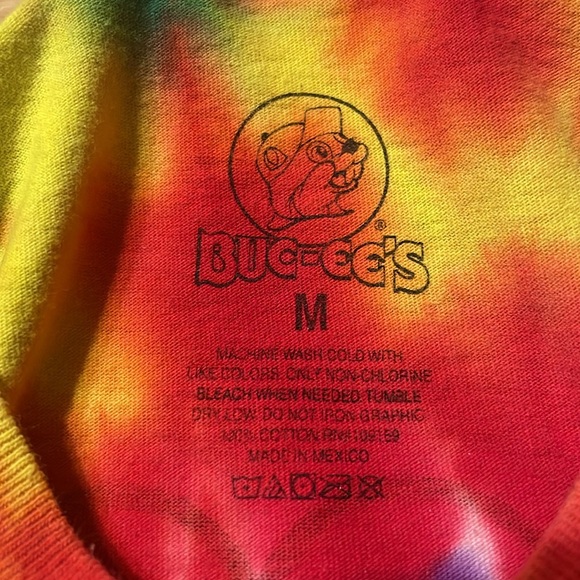 BUC-EE'S
®
M
MACHINE WASH COLD WITH
LIKE COLORS. ONLY NON-CHLORINE
BLEACH WHEN NEEDED TUMBLE
DRY LOW. DO NOT IRON GRAPHIC
100% COTTON
MADE IN MEXICO